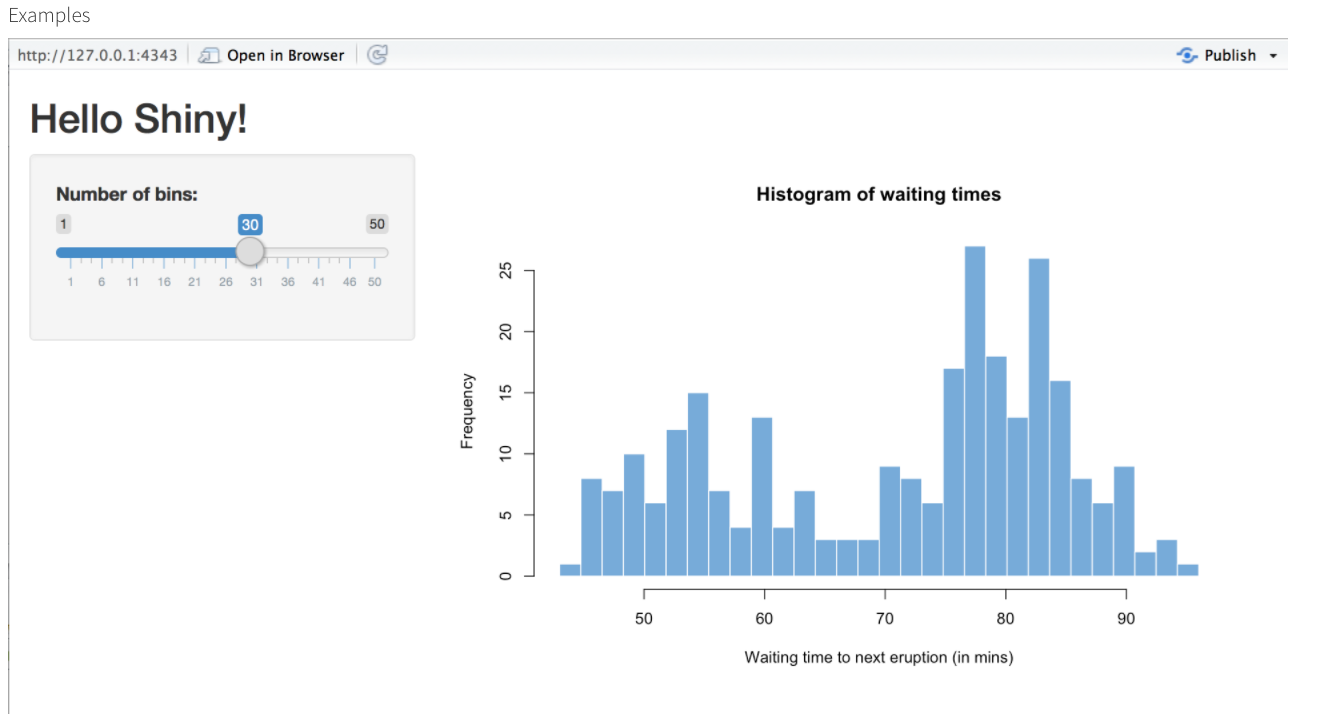 Examples
http://127.0.0.1:4343 Open in Browser Publish
Hello Shiny!
Number of bins:
1 30 50
1 6 11 16 21 26 31 36 41 46 50
Histogram of waiting times
Frequency
25
20
15
10
5
0
50 60 70 80 90
Waiting time to next eruption (in mins)